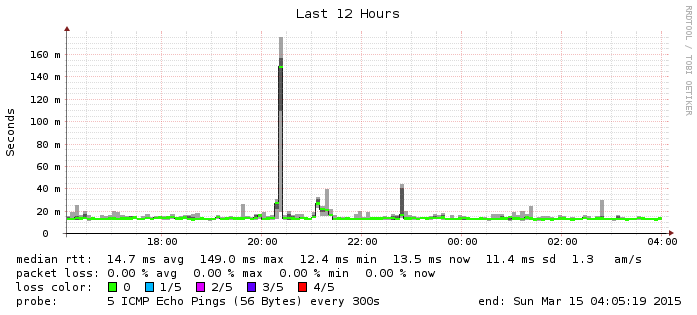 Last 12 Hours
RRDTOOL / TOBI OETIKER
Seconds
160 m
140 m
120 m
100 m
80 m
60 m
40 m
20 m
0
18:00 20:00 22:00 00:00 02:00 04:00
median rtt: 14.7 ms avg 149.0 ms max 12.4 ms min 13.5 ms now 11.4 ms sd 1.3 am/s
packet loss: 0.00 % avg 0.00 % max 0.00 % min 0.00 % now
loss color: 0 1/5 2/5 3/5 4/5
probe: 5 ICMP Echo Pings (56 Bytes) every 300s end: Sun Mar 15 04:05:19 2015